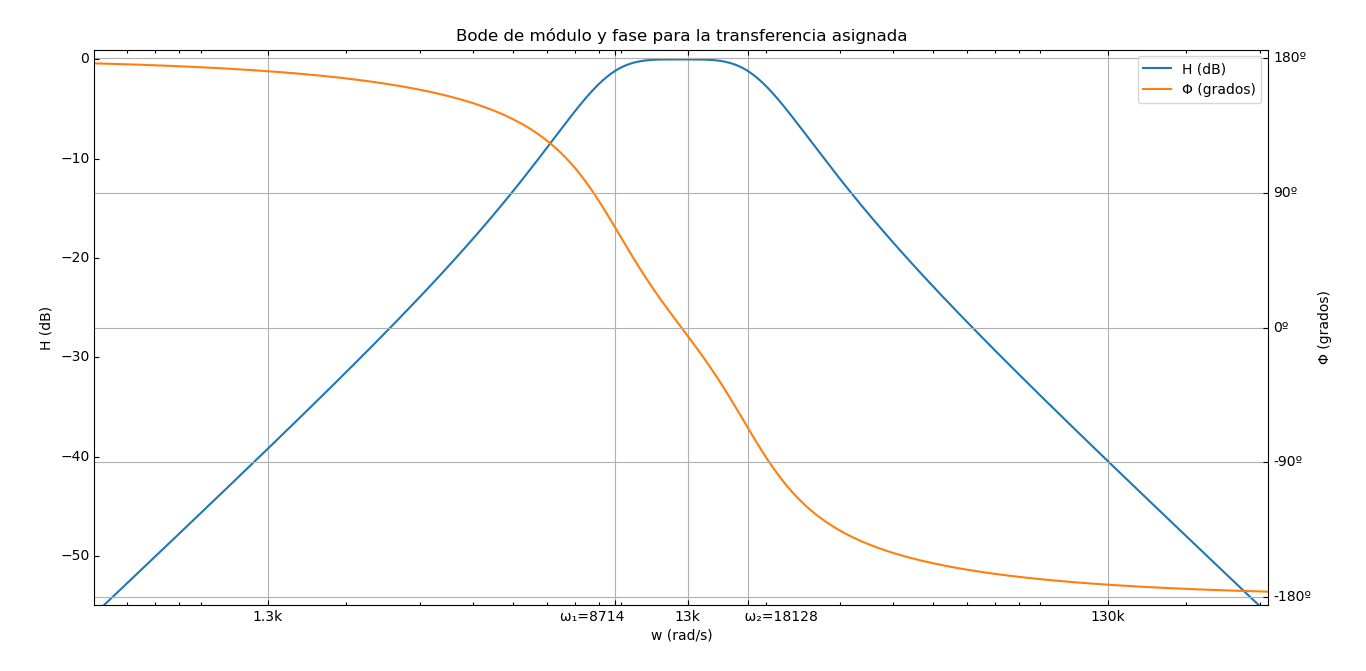 Bode de módulo y fase para la transferencia asignada
H (dB)
Φ (grados)
0
−10
−20
−30
−40
−50
H (dB)
180º
90º
0º
-90º
-180º
Φ (grados)
1.3k
ω₁=8714
13k
ω₂=18128
130k
w (rad/s)